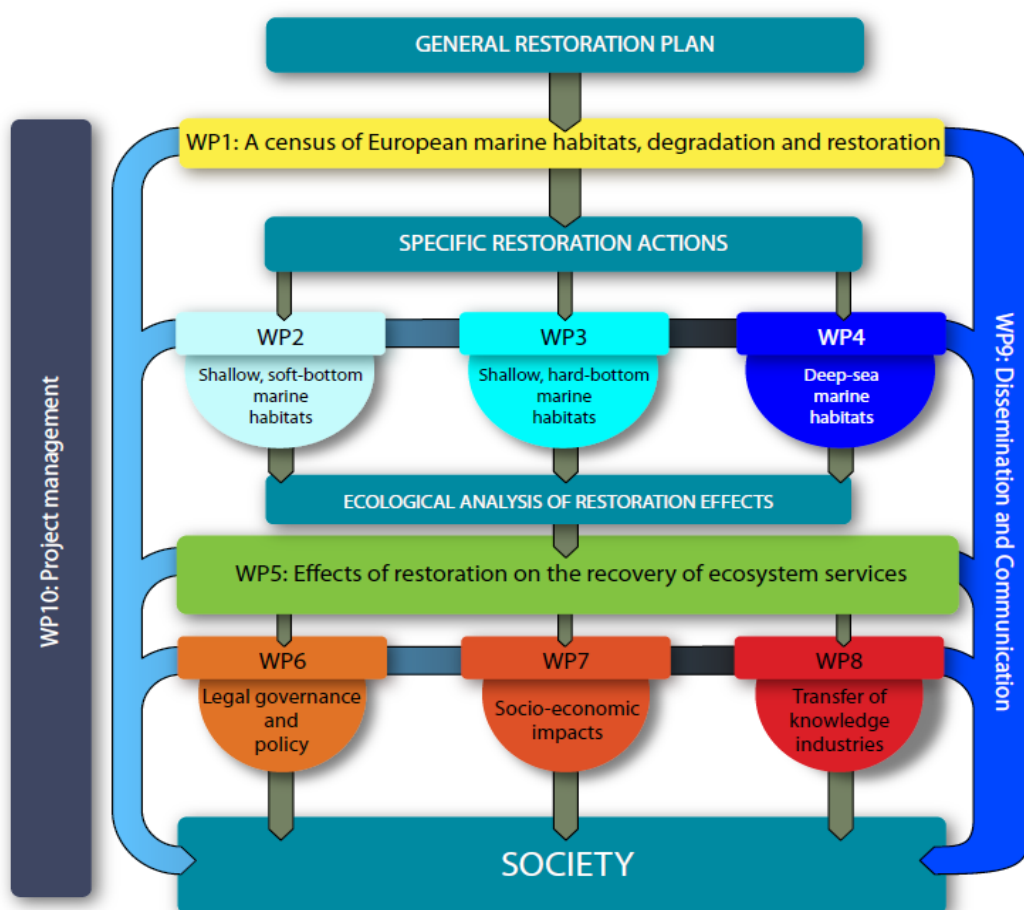 GENERAL RESTORATION PLAN
WP1: A census of European marine habitats, degradation and restoration
SPECIFIC RESTORATION ACTIONS
WP2
Shallow, soft-bottom
marine
habitats
WP3
Shallow, hard-bottom
marine
habitats
WP4
Deep-sea
marine
habitats
ECOLOGICAL ANALYSIS OF RESTORATION EFFECTS
WP5: Effects of restoration on the recovery of ecosystem services
WP6
Legal governance
and
policy
WP7
Socio-economic
impacts
WP8
Transfer of
knowledge
industries
SOCIETY
WP10: Project management
WP9: Dissemination and Communication